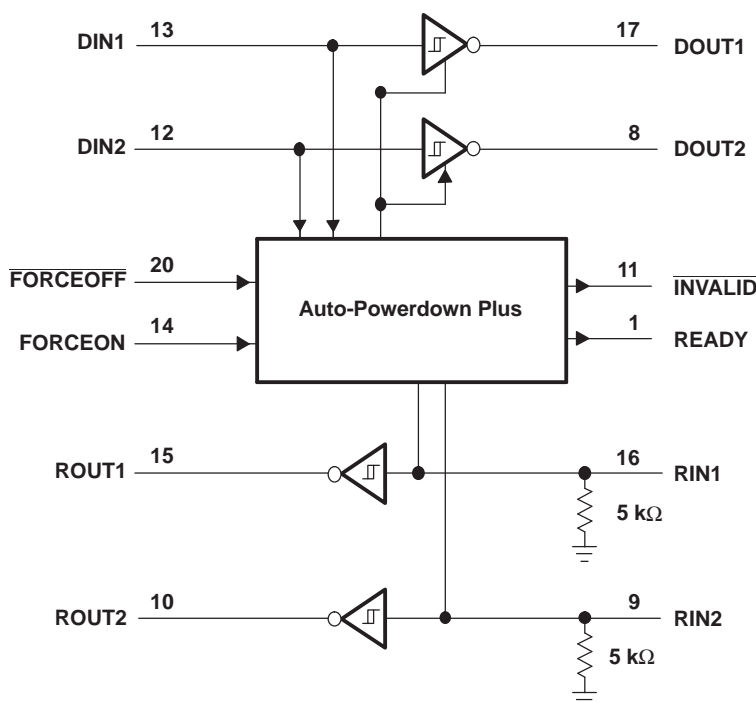 DIN1 13 17 DOUT1
DIN2 12 8 DOUT2
FORCEOFF 20 11 INVALID
Auto-Powerdown Plus
FORCEON 14 1 READY
ROUT1 15 16 RIN1
5 kΩ
ROUT2 10 9 RIN2
5 kΩ